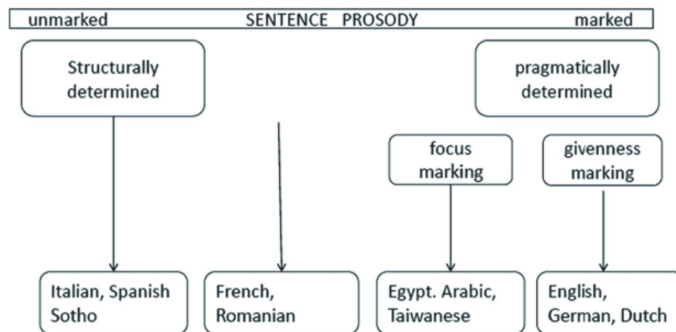 unmarked SENTENCE PROSODY marked
Structurally
determined
pragmatically
determined
focus
marking
givenness
marking
Italian, Spanish
Sotho
French,
Romanian
Egypt. Arabic,
Taiwanese
English,
German, Dutch